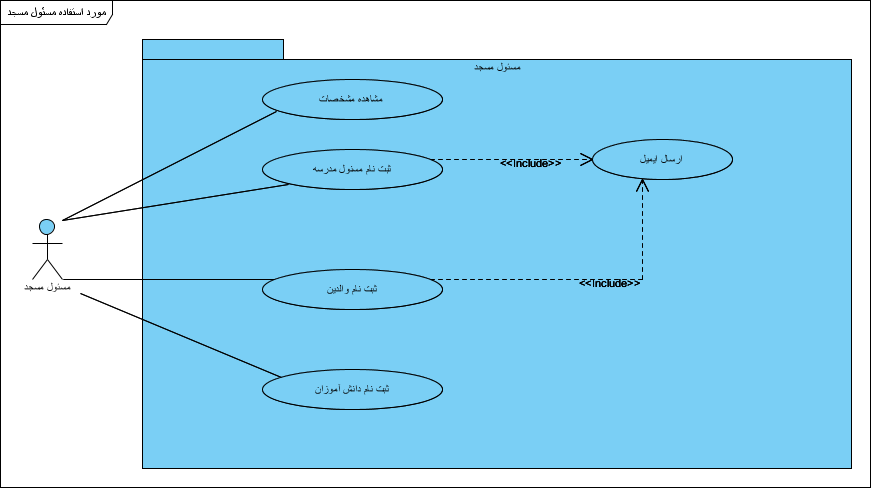 مورد استفاده مسئول مسجد
مسئول مسجد
مشاهده مشخصات
ثبت نام مسئول مدرسه
<<Include>>
ارسال ایمیل
مسئول مسجد
ثبت نام والدین
<<Include>>
ثبت نام دانش آموزان